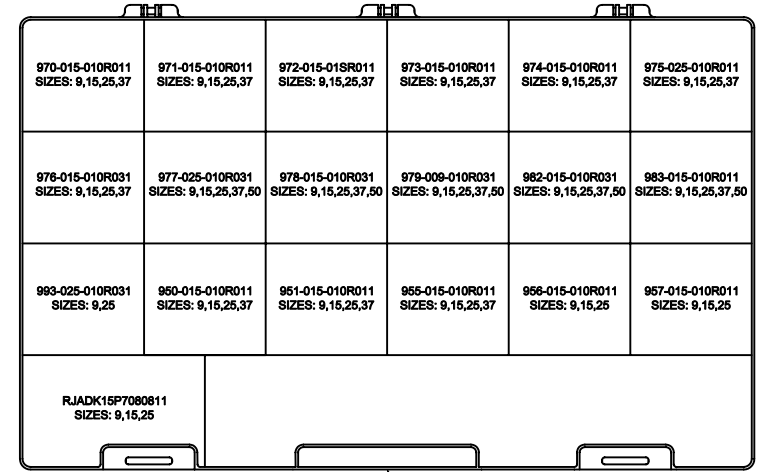 970-015-010R011
SIZES: 9,15,25,37
971-015-010R011
SIZES: 9,15,25,37
972-015-01SR011
SIZES: 9,15,25,37
973-015-010R011
SIZES: 9,15,25,37
974-015-010R011
SIZES: 9,15,25,37
975-025-010R011
SIZES: 9,15,25,37
976-015-010R031
SIZES: 9,15,25,37
977-025-010R031
SIZES: 9,15,25,37,50
978-015-010R031
SIZES: 9,15,25,37,50
979-009-010R031
SIZES: 9,15,25,37,50
982-015-010R031
SIZES: 9,15,25,37,50
983-015-010R011
SIZES: 9,15,25,37,50
993-025-010R031
SIZES: 9,25
950-015-010R011
SIZES: 9,15,25,37
951-015-010R011
SIZES: 9,15,25,37
955-015-010R011
SIZES: 9,15,25,37
956-015-010R011
SIZES: 9,15,25
957-015-010R011
SIZES: 9,15,25
RJADK15P7080811
SIZES: 9,15,25